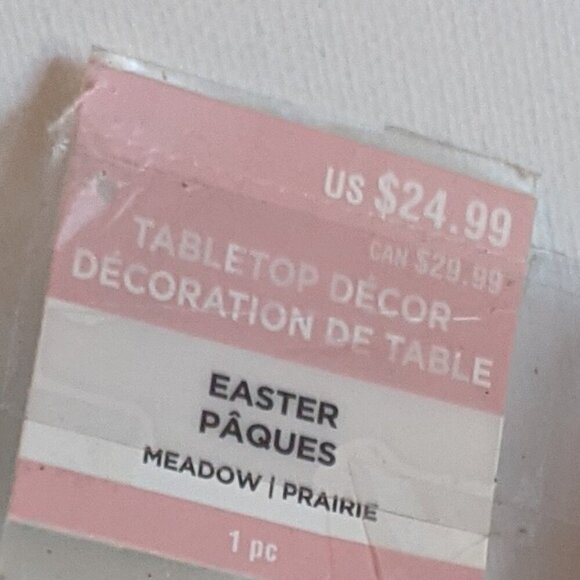 US $24.99
CAN $29.99
TABLETOP DÉCOR
DÉCORATION DE TABLE
EASTER
PÂQUES
MEADOW | PRAIRIE
1 pc